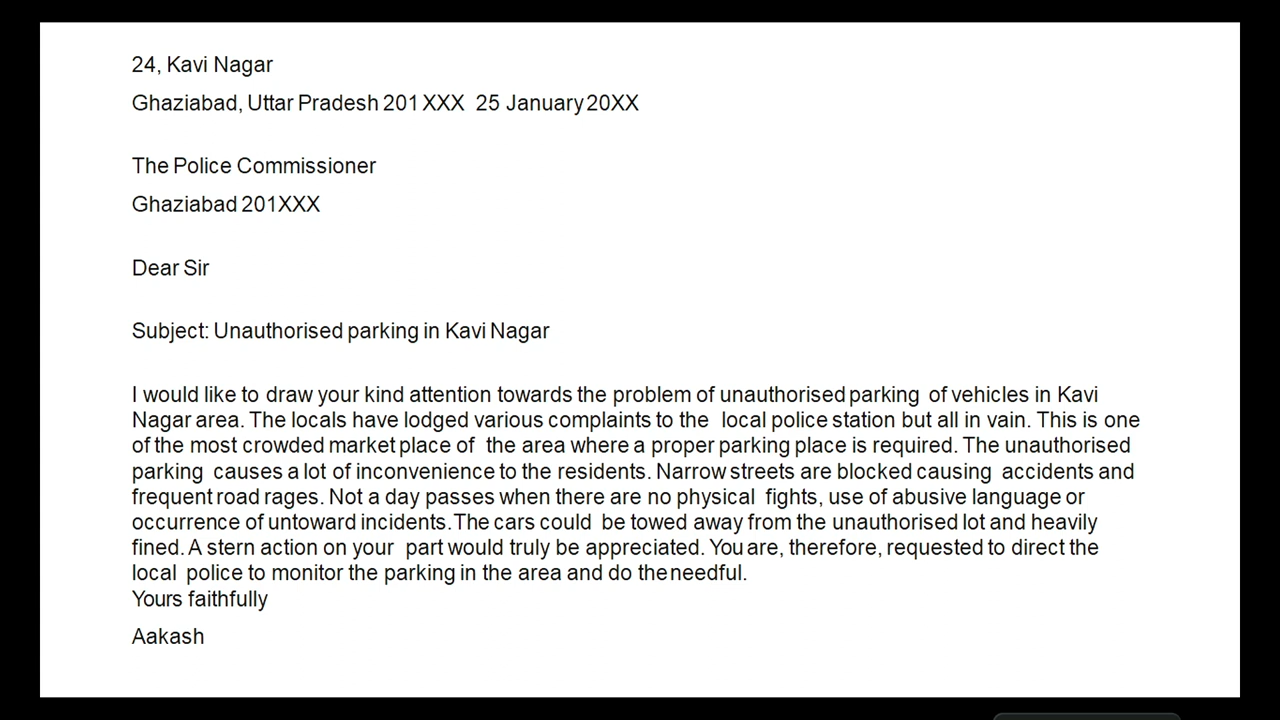 24, Kavi Nagar
Ghaziabad, Uttar Pradesh 201 XXX 25 January 20XX
The Police Commissioner
Ghaziabad 201XXX
Dear Sir
Subject: Unauthorised parking in Kavi Nagar
I would like to draw your kind attention towards the problem of unauthorised parking of vehicles in Kavi
Nagar area. The locals have lodged various complaints to the local police station but all in vain. This is one
of the most crowded market place of the area where a proper parking place is required. The unauthorised
parking causes a lot of inconvenience to the residents. Narrow streets are blocked causing accidents and
frequent road rages. Not a day passes when there are no physical fights, use of abusive language or
occurrence of untoward incidents. The cars could be towed away from the unauthorised lot and heavily
fined. A stern action on your part would truly be appreciated. You are, therefore, requested to direct the
local police to monitor the parking in the area and do the needful.
Yours faithfully
Aakash